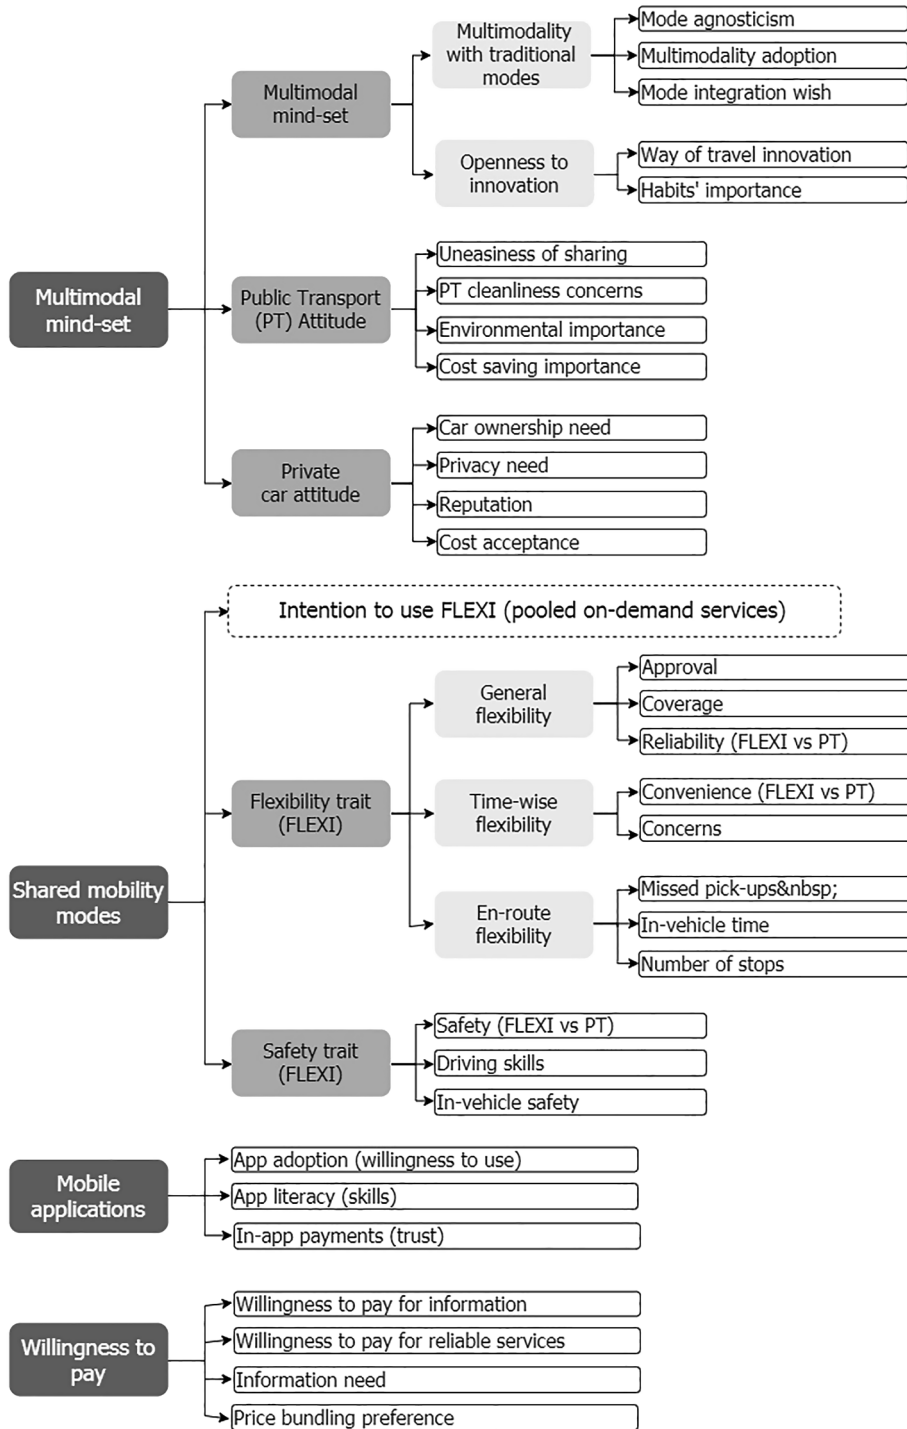 Multimodality
with traditional
modes
Mode agnosticism
Multimodality adoption
Mode integration wish
Multimodal
mind-set
Openness to
innovation
Way of travel innovation
Habits' importance
Multimodal
mind-set
Public Transport
(PT) Attitude
Uneasiness of sharing
PT cleanliness concerns
Environmental importance
Cost saving importance
Private
car attitude
Car ownership need
Privacy need
Reputation
Cost acceptance
Intention to use FLEXI (pooled on-demand services)
General
flexibility
Approval
Coverage
Reliability (FLEXI vs PT)
Flexibility trait
(FLEXI)
Time-wise
flexibility
Convenience (FLEXI vs PT)
Concerns
Shared mobility
modes
En-route
flexibility
Missed pick-ups&nbsp;
In-vehicle time
Number of stops
Safety trait
(FLEXI)
Safety (FLEXI vs PT)
Driving skills
In-vehicle safety
Mobile
applications
App adoption (willingness to use)
App literacy (skills)
In-app payments (trust)
Willingness to
pay
Willingness to pay for information
Willingness to pay for reliable services
Information need
Price bundling preference